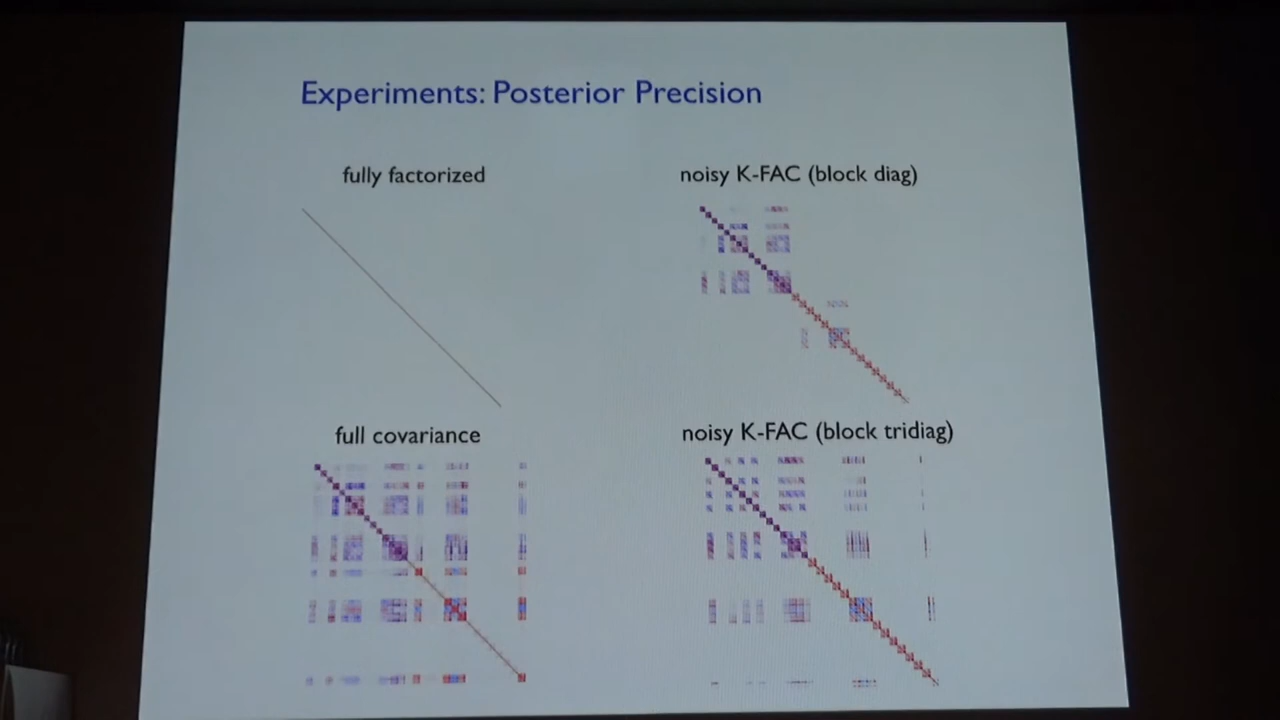 Experiments: Posterior Precision
fully factorized
noisy K-FAC (block diag)
full covariance
noisy K-FAC (block tridiag)